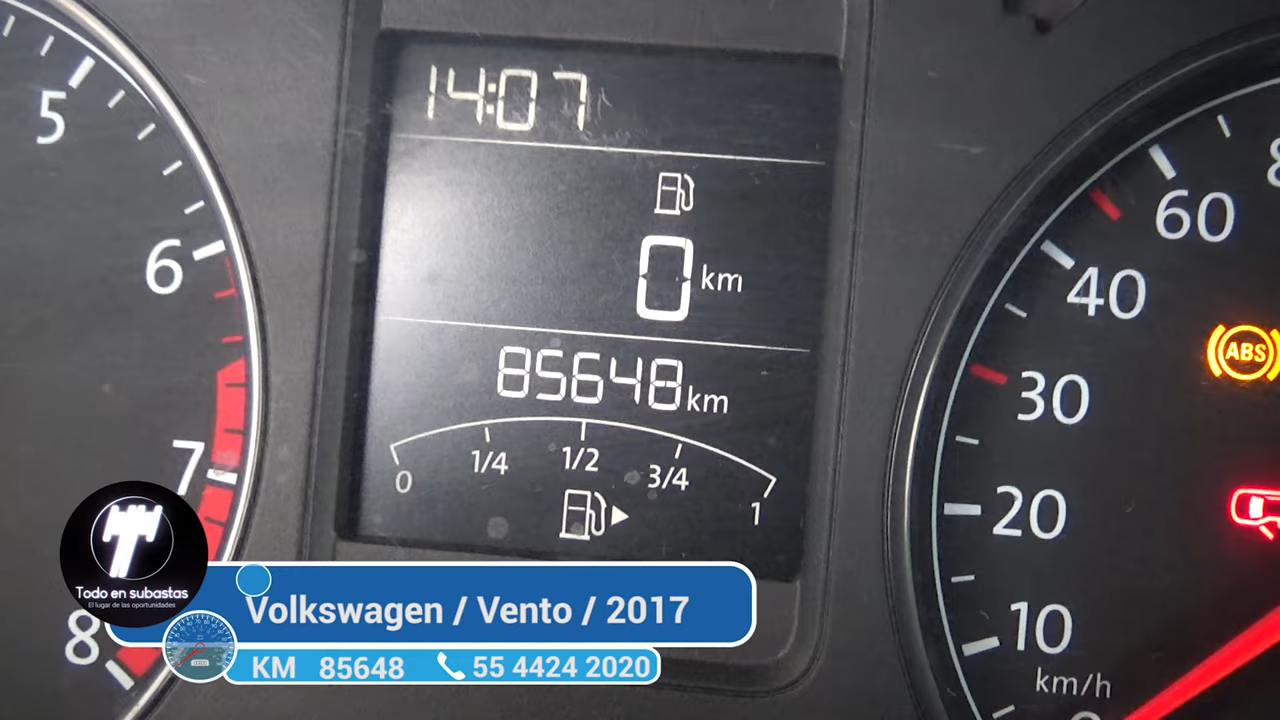 14:07
0 km
85648 km
0 1/4 1/2 3/4 1
5
6
7
8
60
40
30
20
10
km/h
ABS
Todo en subastas
El lugar de las oportunidades
Volkswagen / Vento / 2017
KM 85648 55 4424 2020